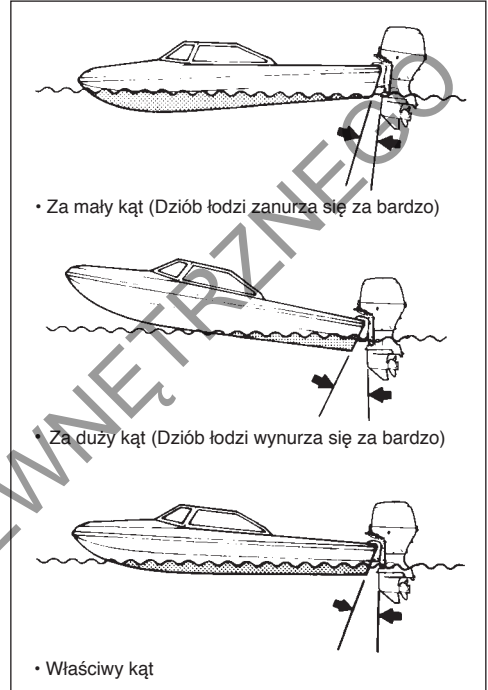 • Za mały kąt (Dziób łodzi zanurza się za bardzo)
• Za duży kąt (Dziób łodzi wynurza się za bardzo)
• Właściwy kąt
EWNĘTRZNEGO